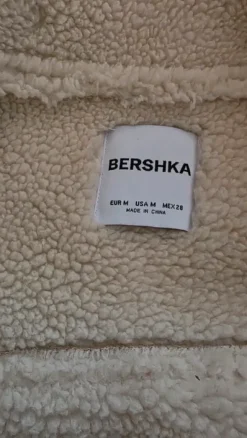 BERSHKA
EUR M USA M MEX 28
MADE IN CHINA